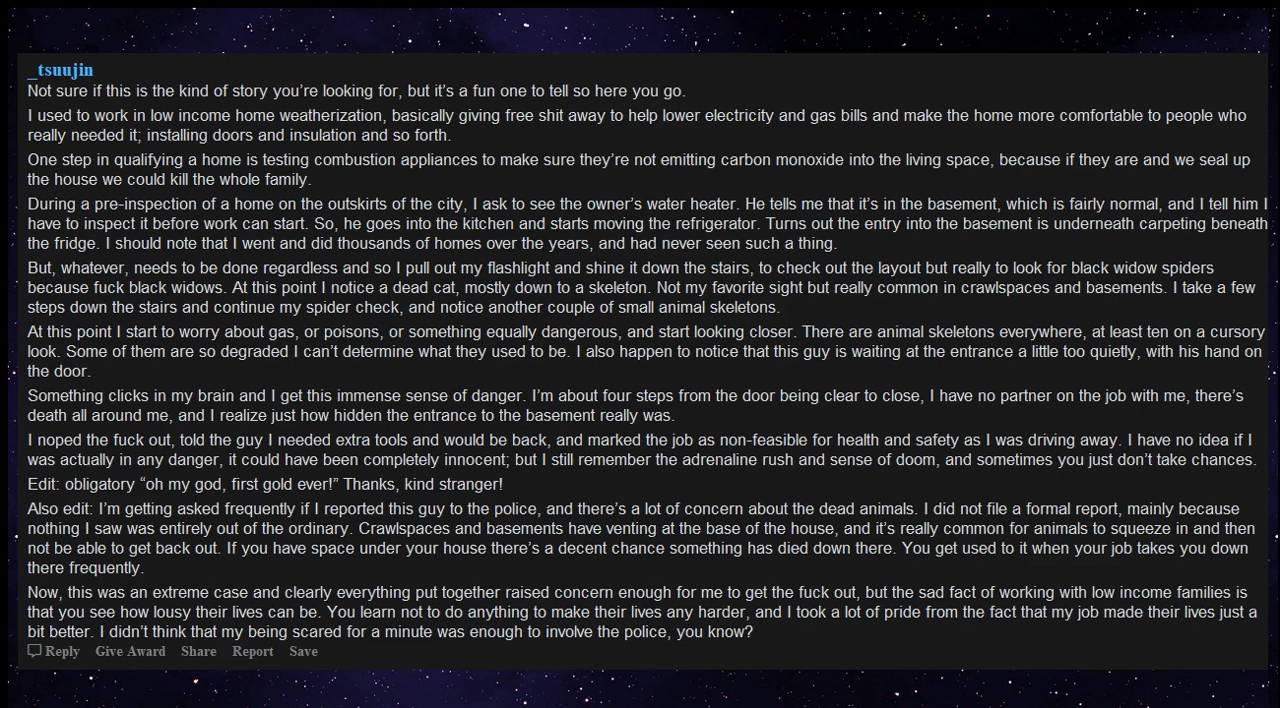 _tsuujin
Not sure if this is the kind of story you’re looking for, but it’s a fun one to tell so here you go.
I used to work in low income home weatherization, basically giving free shit away to help lower electricity and gas bills and make the home more comfortable to people who
really needed it; installing doors and insulation and so forth.
One step in qualifying a home is testing combustion appliances to make sure they’re not emitting carbon monoxide into the living space, because if they are and we seal up
the house we could kill the whole family.
During a pre-inspection of a home on the outskirts of the city, I ask to see the owner’s water heater. He tells me that it’s in the basement, which is fairly normal, and I tell him I
have to inspect it before work can start. So, he goes into the kitchen and starts moving the refrigerator. Turns out the entry into the basement is underneath carpeting beneath
the fridge. I should note that I went and did thousands of homes over the years, and had never seen such a thing.
But, whatever, needs to be done regardless and so I pull out my flashlight and shine it down the stairs, to check out the layout but really to look for black widow spiders
because fuck black widows. At this point I notice a dead cat, mostly down to a skeleton. Not my favorite sight but really common in crawlspaces and basements. I take a few
steps down the stairs and continue my spider check, and notice another couple of small animal skeletons.
At this point I start to worry about gas, or poisons, or something equally dangerous, and start looking closer. There are animal skeletons everywhere, at least ten on a cursory
look. Some of them are so degraded I can’t determine what they used to be. I also happen to notice that this guy is waiting at the entrance a little too quietly, with his hand on
the door.
Something clicks in my brain and I get this immense sense of danger. I’m about four steps from the door being clear to close, I have no partner on the job with me, there’s
death all around me, and I realize just how hidden the entrance to the basement really was.
I noped the fuck out, told the guy I needed extra tools and would be back, and marked the job as non-feasible for health and safety as I was driving away. I have no idea if I
was actually in any danger, it could have been completely innocent; but I still remember the adrenaline rush and sense of doom, and sometimes you just don’t take chances.
Edit: obligatory “oh my god, first gold ever!” Thanks, kind stranger!
Also edit: I’m getting asked frequently if I reported this guy to the police, and there’s a lot of concern about the dead animals. I did not file a formal report, mainly because
nothing I saw was entirely out of the ordinary. Crawlspaces and basements have venting at the base of the house, and it’s really common for animals to squeeze in and then
not be able to get back out. If you have space under your house there’s a decent chance something has died down there. You get used to it when your job takes you down
there frequently.
Now, this was an extreme case and clearly everything put together raised concern enough for me to get the fuck out, but the sad fact of working with low income families is
that you see how lousy their lives can be. You learn not to do anything to make their lives any harder, and I took a lot of pride from the fact that my job made their lives just a
bit better. I didn’t think that my being scared for a minute was enough to involve the police, you know?
Reply Give Award Share Report Save